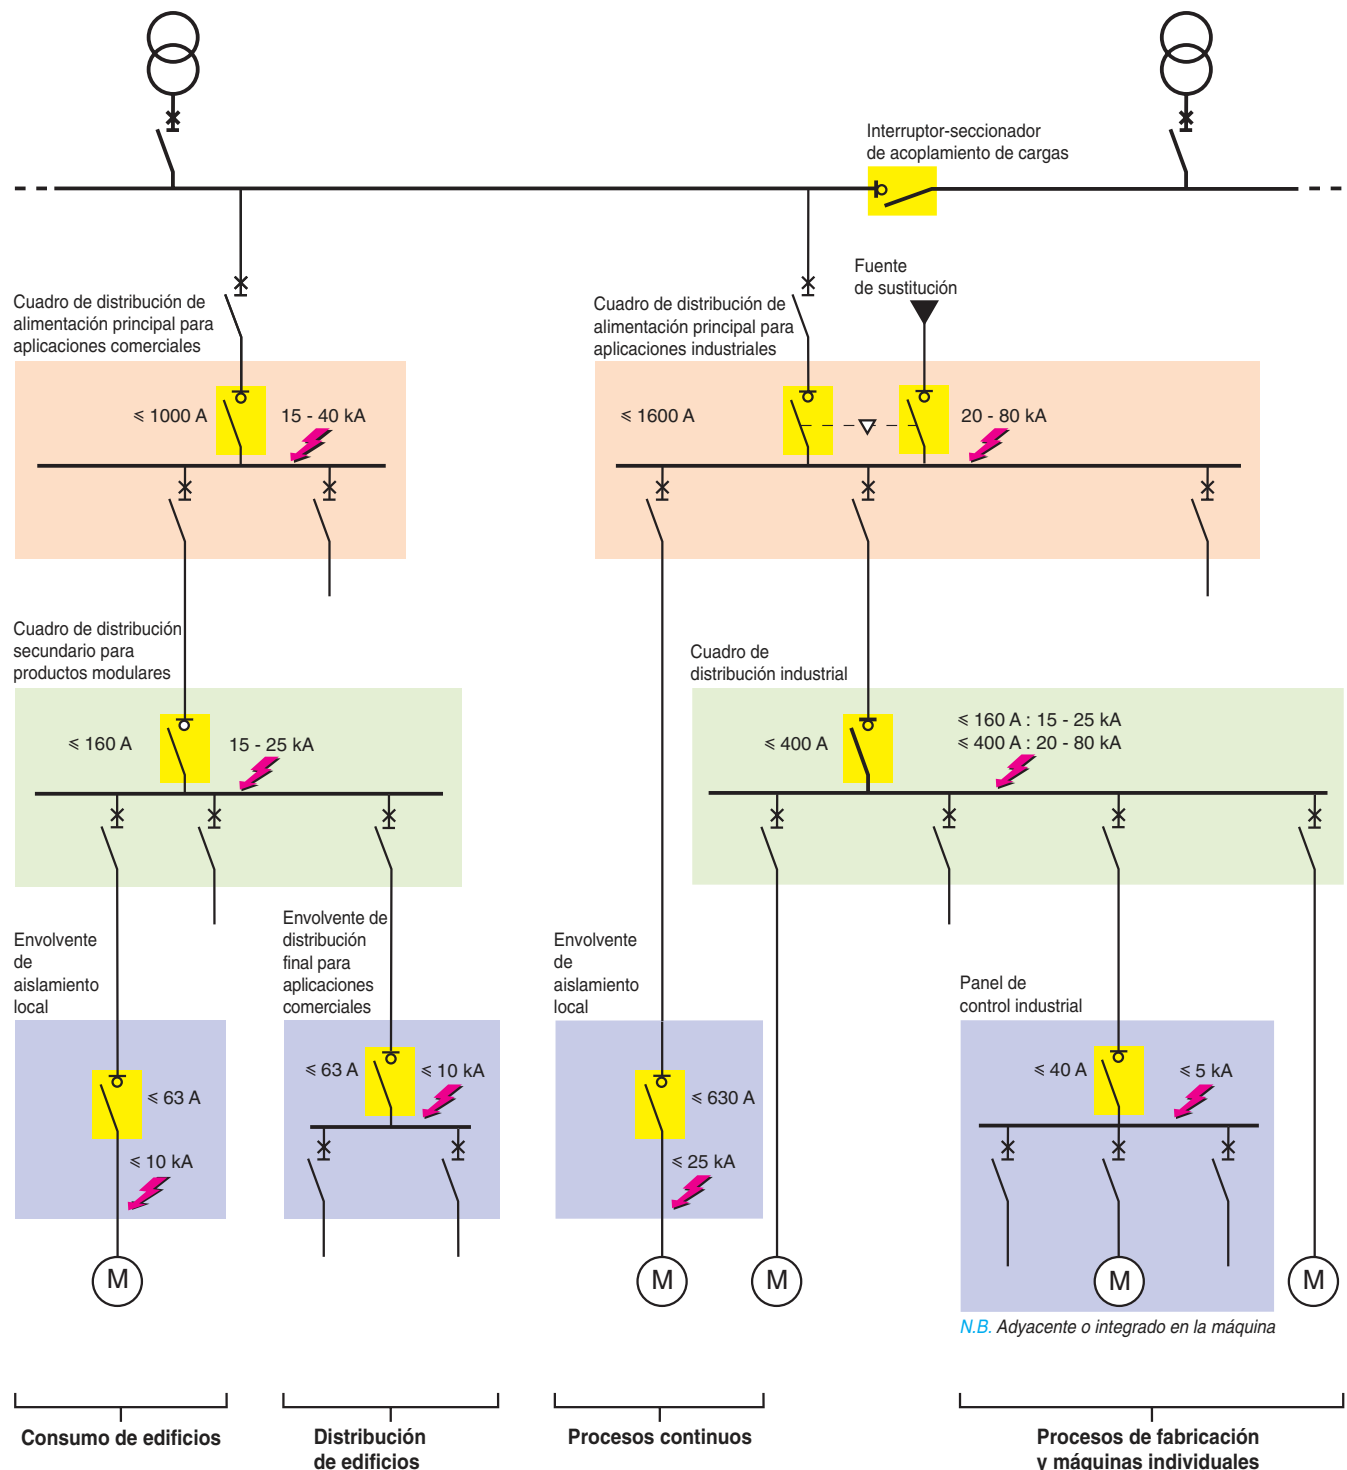 Interruptor-seccionador
de acoplamiento de cargas
Fuente
de sustitución
Cuadro de distribución de
alimentación principal para
aplicaciones comerciales
Cuadro de distribución de
alimentación principal para
aplicaciones industriales
≤ 1000 A
15 - 40 kA
≤ 1600 A
20 - 80 kA
Cuadro de distribución
secundario para
productos modulares
Cuadro de
distribución industrial
≤ 160 A
15 - 25 kA
≤ 400 A
≤ 160 A : 15 - 25 kA
≤ 400 A : 20 - 80 kA
Envolvente
de
aislamiento
local
Envolvente de
distribución
final para
aplicaciones
comerciales
Envolvente
de
aislamiento
local
Panel de
control industrial
≤ 63 A
≤ 10 kA
≤ 63 A
≤ 10 kA
≤ 630 A
≤ 25 kA
≤ 40 A
≤ 5 kA
M
M
M
M
M
N.B. Adyacente o integrado en la máquina
Consumo de edificios
Distribución
de edificios
Procesos continuos
Procesos de fabricación
y máquinas individuales